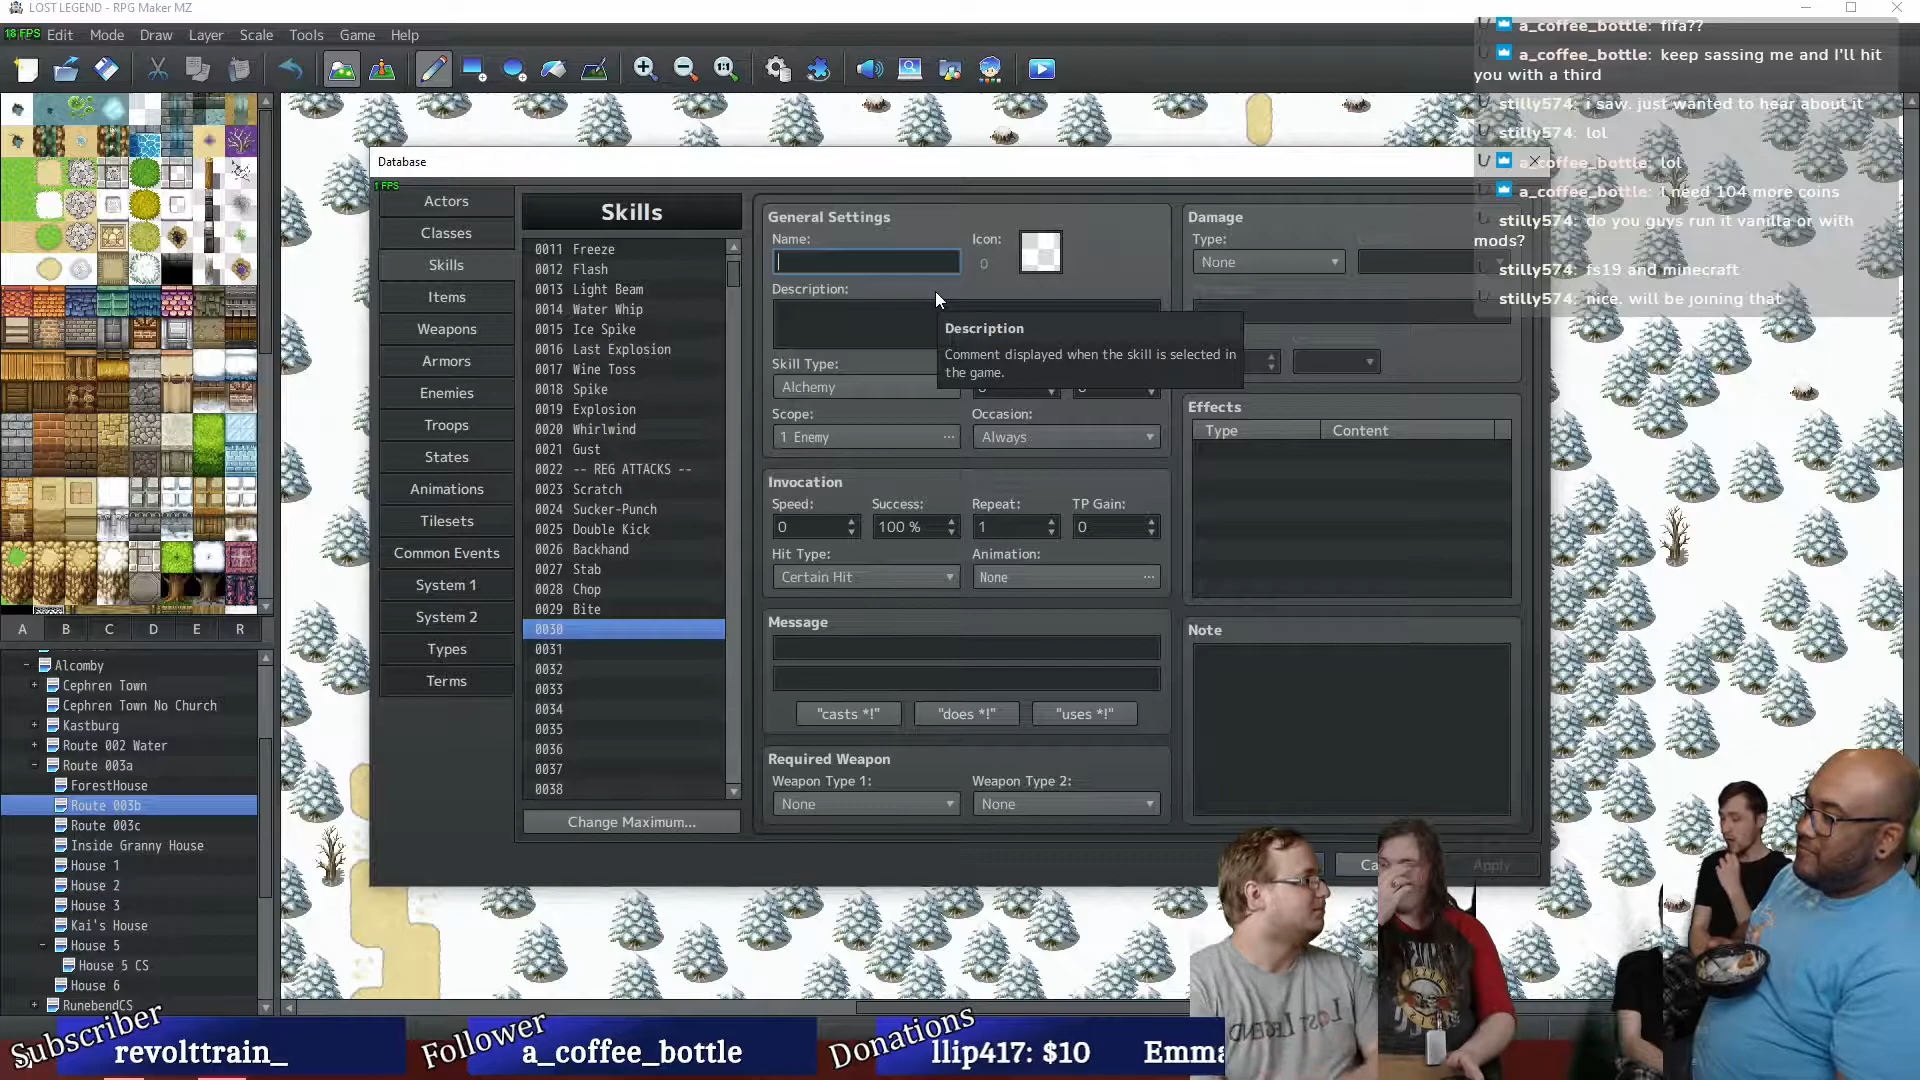 LOST LEGEND - RPG Maker MZ
18 FPS
Edit
Mode
Draw
Layer
Scale
Tools
Game
Help
a_coffee_bottle: fifa??
a_coffee_bottle: keep sassing me and I'll hit
you with a third
stilly574: i saw. just wanted to hear about it
stilly574: lol
a_coffee_bottle: lol
a_coffee_bottle: I need 104 more coins
stilly574: do you guys run it vanilla or with
mods?
stilly574: fs19 and minecraft
stilly574: nice. will be joining that
Database
1 FPS
Actors
Classes
Skills
Items
Weapons
Armors
Enemies
Troops
States
Animations
Tilesets
Common Events
System 1
System 2
Types
Terms
Skills
0011 Freeze
0012 Flash
0013 Light Beam
0014 Water Whip
0015 Ice Spike
0016 Last Explosion
0017 Wine Toss
0018 Spike
0019 Explosion
0020 Whirlwind
0021 Gust
0022 -- REG ATTACKS --
0023 Scratch
0024 Sucker-Punch
0025 Double Kick
0026 Backhand
0027 Stab
0028 Chop
0029 Bite
0030
0031
0032
0033
0034
0035
0036
0037
0038
Change Maximum...
General Settings
Name:
Icon:
0
Description:
Description
Comment displayed when the skill is selected in
the game.
Skill Type:
Alchemy
Scope:
1 Enemy
Occasion:
Always
Invocation
Speed:
Success:
Repeat:
TP Gain:
0
100 %
1
0
Hit Type:
Animation:
Certain Hit
None
Message
"casts *!"
"does *!"
"uses *!"
Required Weapon
Weapon Type 1:
Weapon Type 2:
None
None
Damage
Type:
None
Effects
Type
Content
Note
Ca
Apply
A
B
C
D
E
R
Alcomby
Cephren Town
Cephren Town No Church
Kastburg
Route 002 Water
Route 003a
ForestHouse
Route 003b
Route 003c
Inside Granny House
House 1
House 2
House 3
Kai's House
House 5
House 5 CS
House 6
RunebendCS
Subscriber
revolttrain_
Follower
a_coffee_bottle
Donations
llip417: $10
Emma